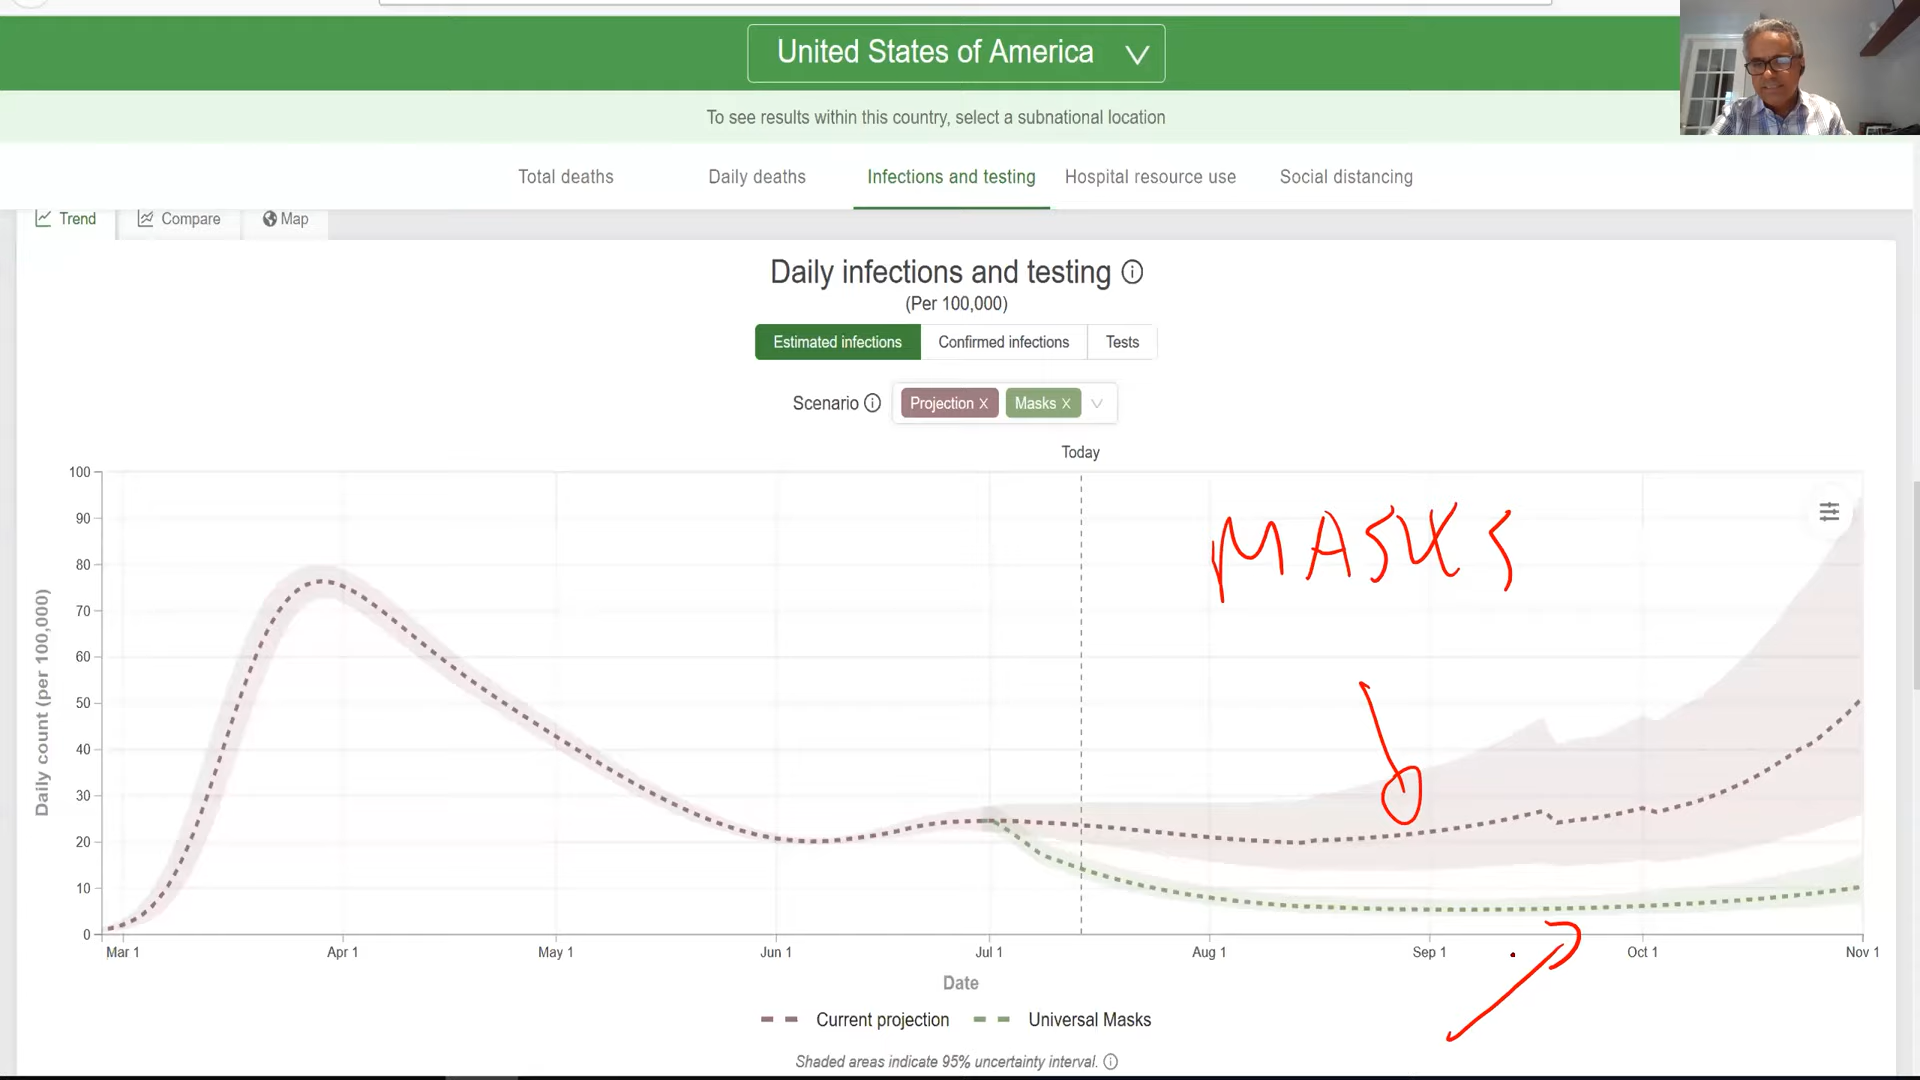 United States of America
To see results within this country, select a subnational location
Total deaths Daily deaths Infections and testing Hospital resource use Social distancing
Trend Compare Map
Daily infections and testing
(Per 100,000)
Estimated infections Confirmed infections Tests
Scenario Projection X Masks X
Today
MASKS
100
90
80
70
60
50
40
30
20
10
0
Daily count (per 100,000)
Mar 1 Apr 1 May 1 Jun 1 Jul 1 Aug 1 Sep 1 Oct 1 Nov 1
Date
Current projection Universal Masks
Shaded areas indicate 95% uncertainty interval.